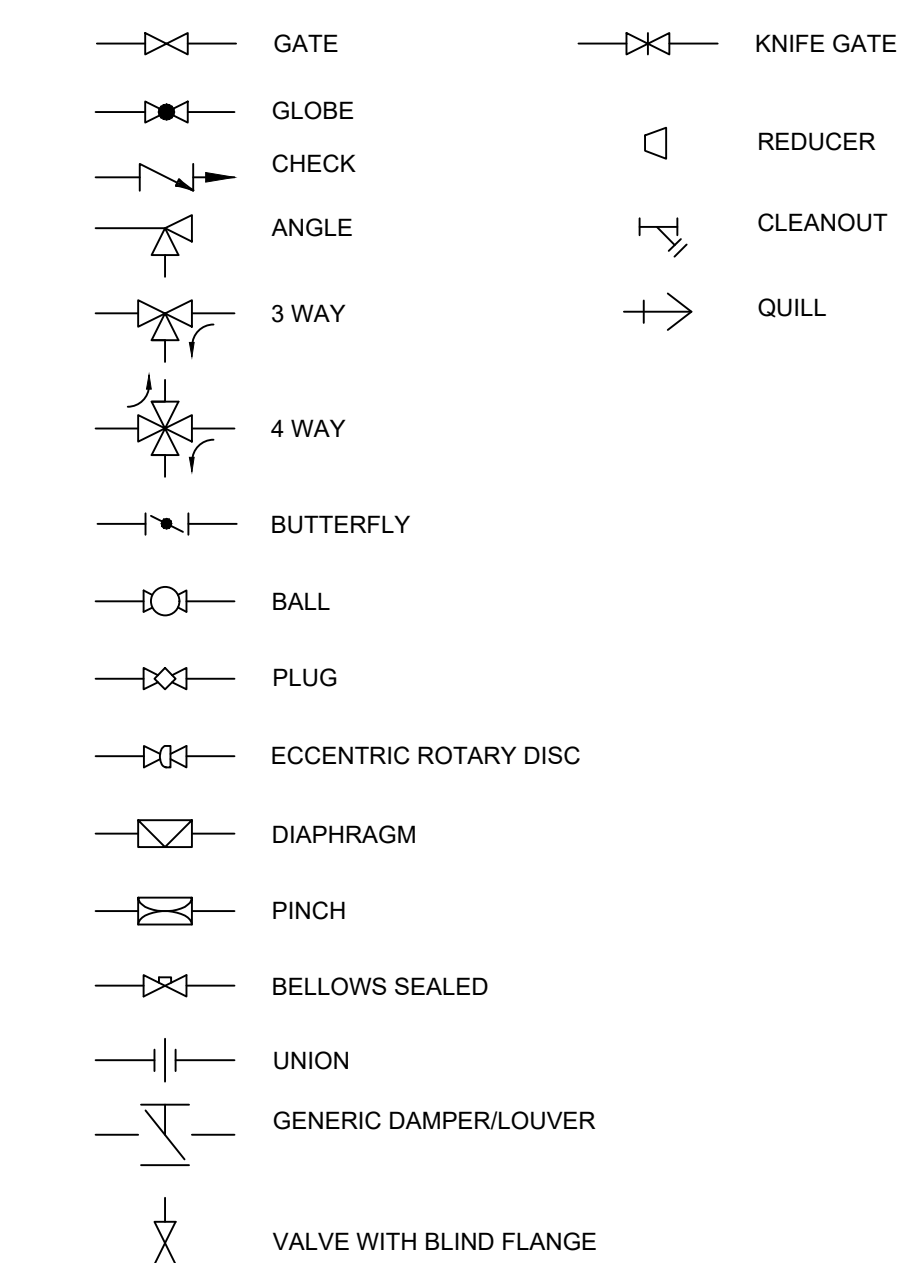 GATE
GLOBE
CHECK
ANGLE
3 WAY
4 WAY
BUTTERFLY
BALL
PLUG
ECCENTRIC ROTARY DISC
DIAPHRAGM
PINCH
BELLOWS SEALED
UNION
GENERIC DAMPER/LOUVER
VALVE WITH BLIND FLANGE
KNIFE GATE
REDUCER
CLEANOUT
QUILL